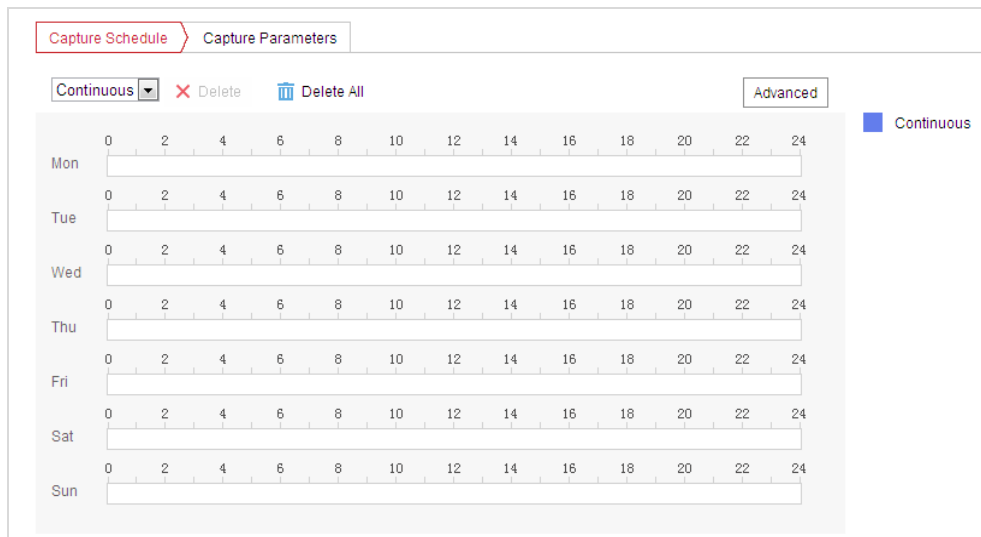 Capture Schedule Capture Parameters
Continuous Delete Delete All Advanced
Continuous
0 2 4 6 8 10 12 14 16 18 20 22 24
Mon
0 2 4 6 8 10 12 14 16 18 20 22 24
Tue
0 2 4 6 8 10 12 14 16 18 20 22 24
Wed
0 2 4 6 8 10 12 14 16 18 20 22 24
Thu
0 2 4 6 8 10 12 14 16 18 20 22 24
Fri
0 2 4 6 8 10 12 14 16 18 20 22 24
Sat
0 2 4 6 8 10 12 14 16 18 20 22 24
Sun